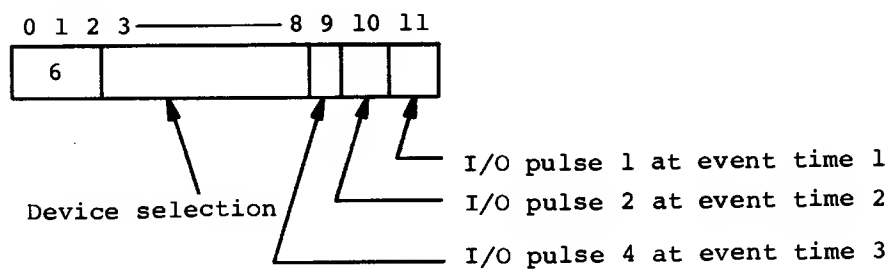 0 1 2 3 8 9 10 11
6
I/O pulse 1 at event time 1
I/O pulse 2 at event time 2
Device selection
I/O pulse 4 at event time 3